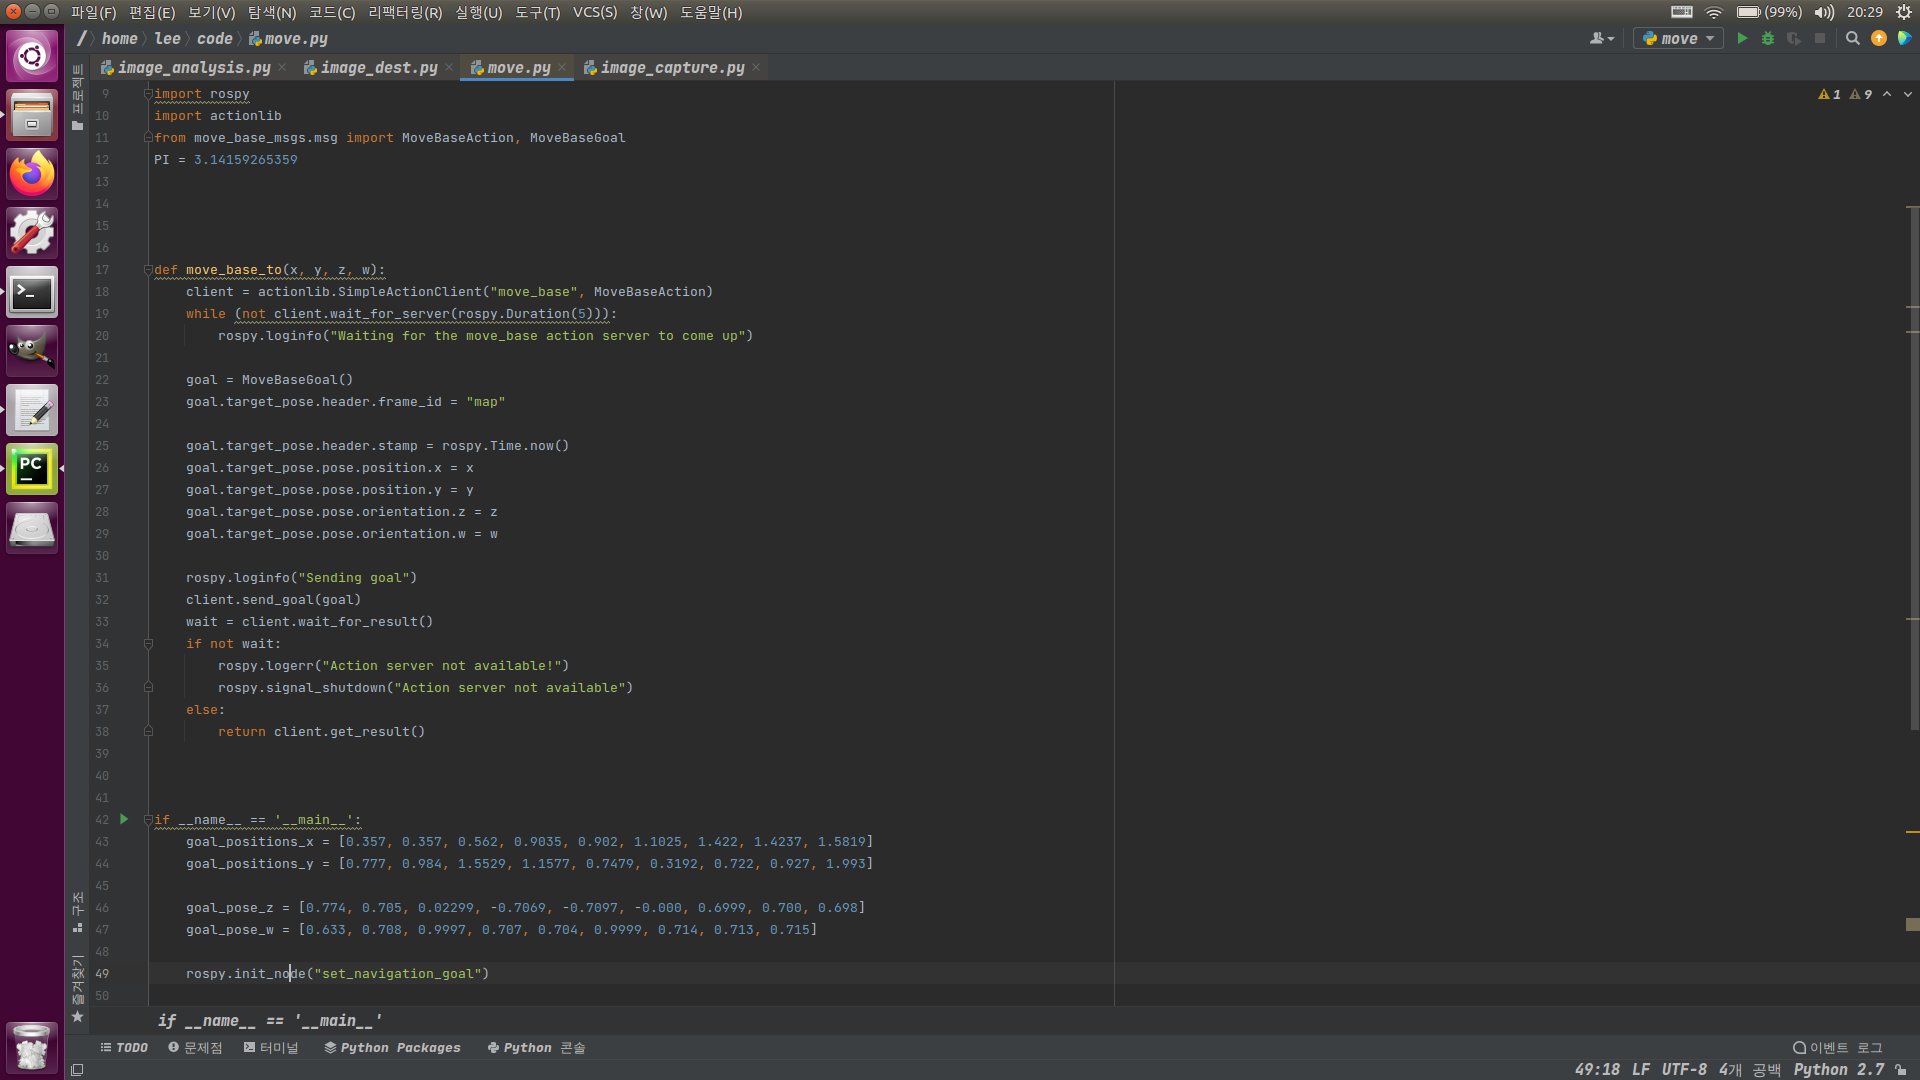 파일(F) 편집(E) 보기(V) 탐색(N) 코드(C) 리팩터링(R) 실행(U) 도구(T) VCS(S) 창(W) 도움말(H) (99%) 20:29
/ home lee code move.py move
image_analysis.py image_dest.py move.py image_capture.py
프로젝트
1 9
9 import rospy
10 import actionlib
11 from move_base_msgs.msg import MoveBaseAction, MoveBaseGoal
12 PI = 3.14159265359
13
14
15
16
17 def move_base_to(x, y, z, w):
18 client = actionlib.SimpleActionClient("move_base", MoveBaseAction)
19 while (not client.wait_for_server(rospy.Duration(5))):
20 rospy.loginfo("Waiting for the move_base action server to come up")
21
22 goal = MoveBaseGoal()
23 goal.target_pose.header.frame_id = "map"
24
25 goal.target_pose.header.stamp = rospy.Time.now()
26 goal.target_pose.pose.position.x = x
27 goal.target_pose.pose.position.y = y
28 goal.target_pose.pose.orientation.z = z
29 goal.target_pose.pose.orientation.w = w
30
31 rospy.loginfo("Sending goal")
32 client.send_goal(goal)
33 wait = client.wait_for_result()
34 if not wait:
35 rospy.logerr("Action server not available!")
36 rospy.signal_shutdown("Action server not available")
37 else:
38 return client.get_result()
39
40
41
42 if __name__ == '__main__':
43 goal_positions_x = [0.357, 0.357, 0.562, 0.9035, 0.902, 1.1025, 1.422, 1.4237, 1.5819]
44 goal_positions_y = [0.777, 0.984, 1.5529, 1.1577, 0.7479, 0.3192, 0.722, 0.927, 1.993]
45
46 goal_pose_z = [0.774, 0.705, 0.02299, -0.7069, -0.7097, -0.000, 0.6999, 0.700, 0.698]
47 goal_pose_w = [0.633, 0.708, 0.9997, 0.707, 0.704, 0.9999, 0.714, 0.713, 0.715]
48
49 rospy.init_node("set_navigation_goal")
50
구조
즐겨찾기
if __name__ == '__main__'
TODO 문제점 터미널 Python Packages Python 콘솔 이벤트 로그
49:18 LF UTF-8 4개 공백 Python 2.7
PC